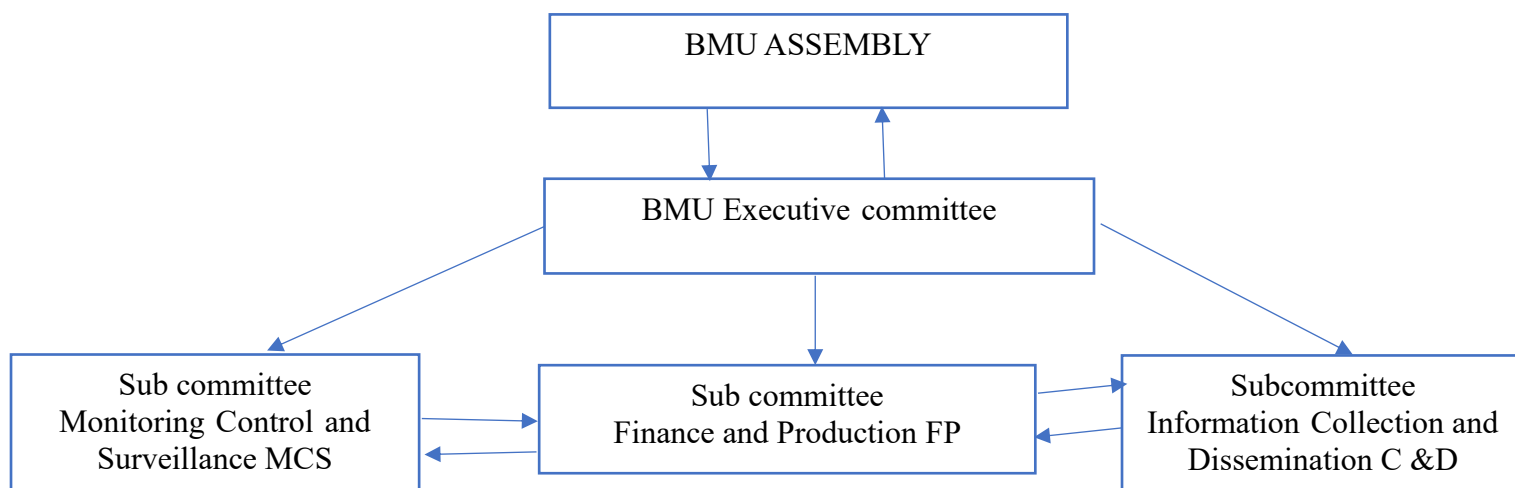 BMU ASSEMBLY
BMU Executive committee
Sub committee
Monitoring Control and
Surveillance MCS
Sub committee
Finance and Production FP
Subcommittee
Information Collection and
Dissemination C &D